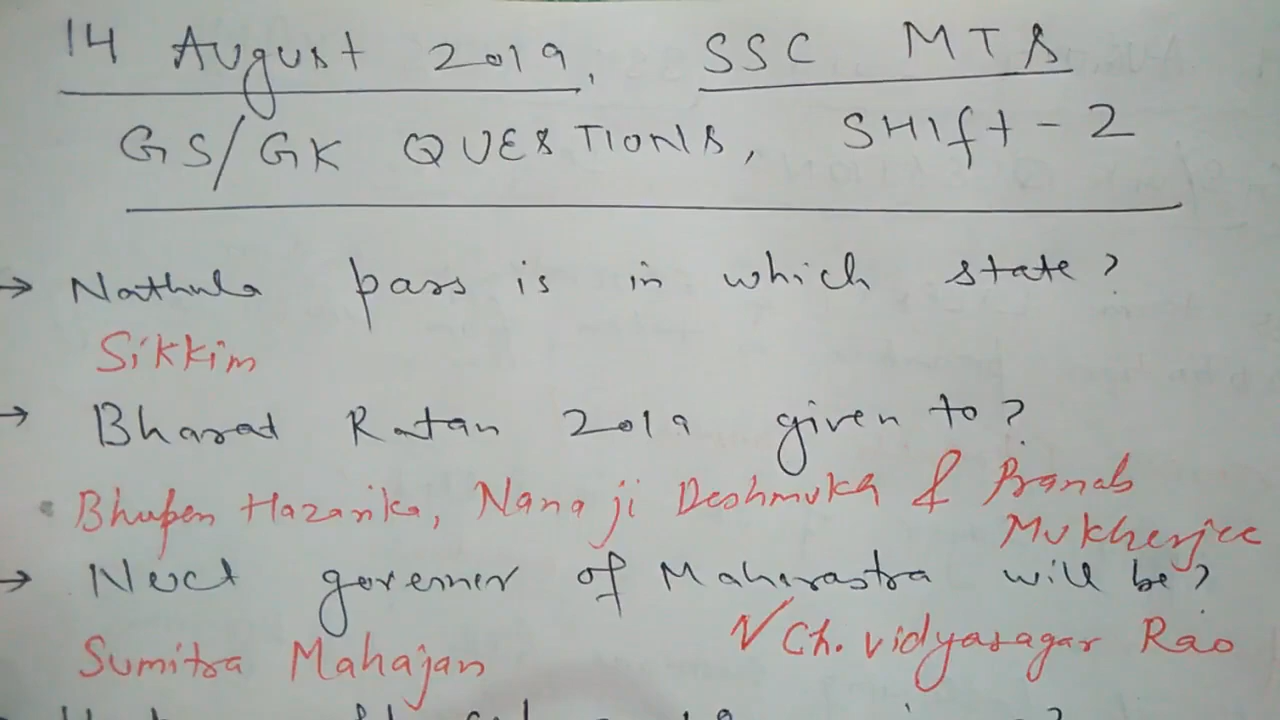 14 August 2019, SSC MTS
GS/GK QUESTIONS, SHIft-2
→ Nathula pass is in which state?
Sikkim
→ Bharat Ratan 2019 given to?
Bhupen Hazarika, Nanaji Deshmukh & Pranab
Mukherjee
→ Next governer of Maharastra will be?
Sumitra Mahajan ✓ Ch. vidyasagar Rao